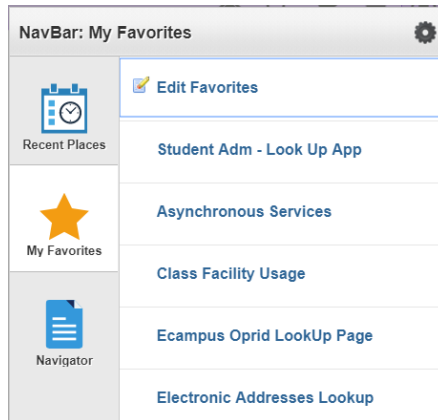 NavBar: My Favorites
Recent Places
My Favorites
Navigator
Edit Favorites
Student Adm - Look Up App
Asynchronous Services
Class Facility Usage
Ecampus Oprid LookUp Page
Electronic Addresses Lookup